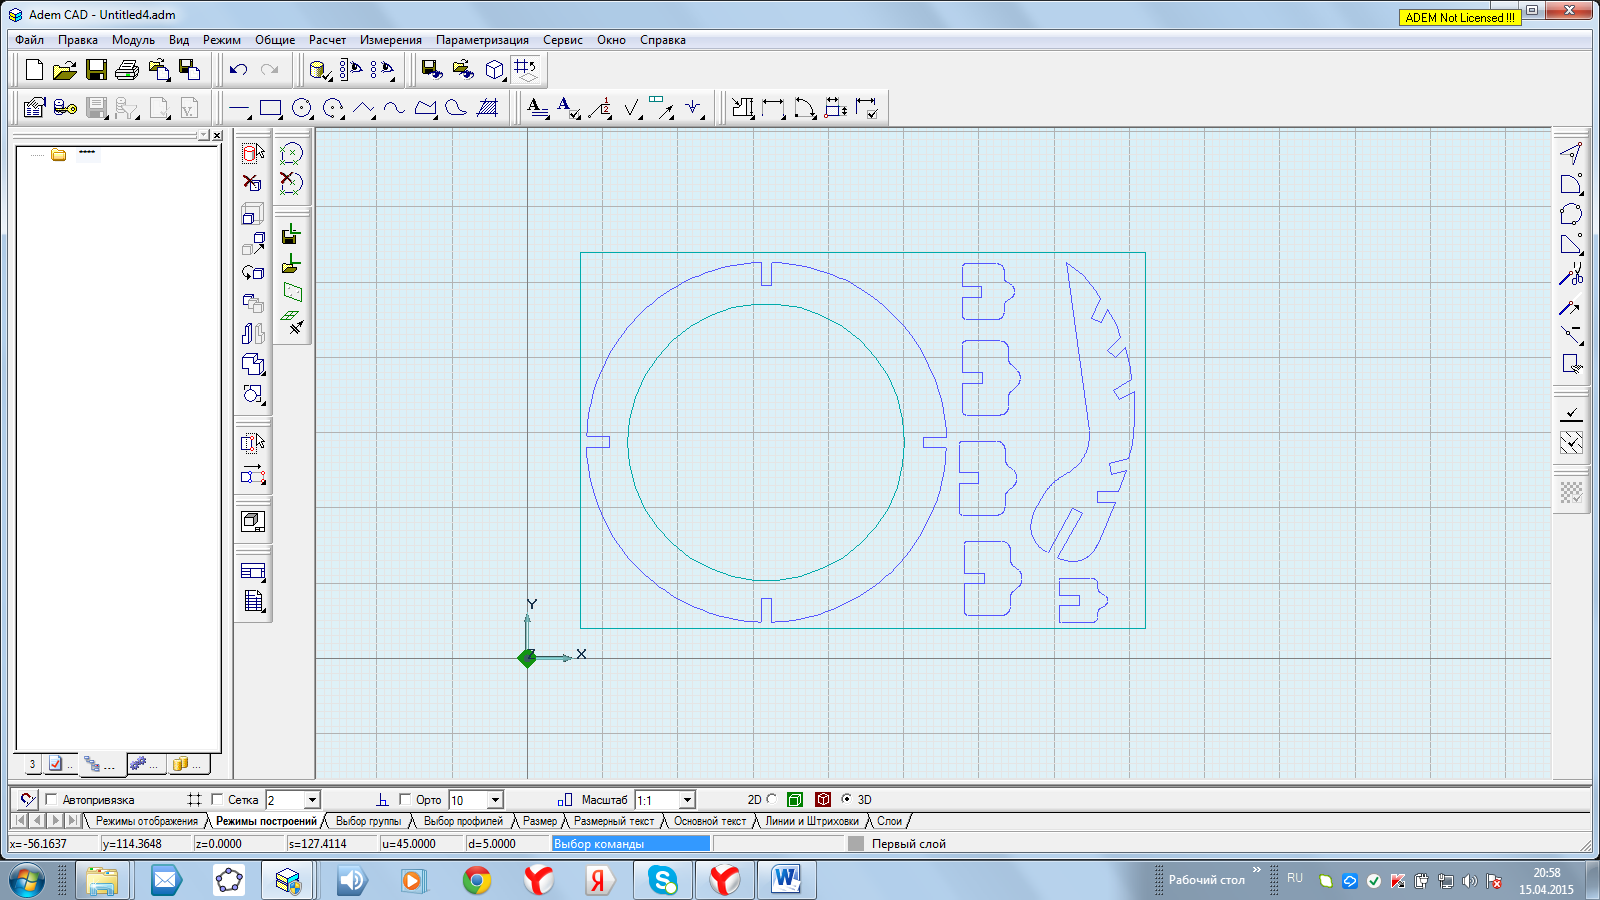 Adem CAD - Untitled4.adm
ADEM Not Licensed !!!
Файл Правка Модуль Вид Режим Общие Расчет Измерения Параметризация Сервис Окно Справка
Y
Z
X
3 .. ... ... ...
Автопривязка Сетка 2 Орто 10 Масштаб 1:1 2D 3D
Режимы отображения Режимы построений Выбор группы Выбор профилей Размер Размерный текст Основной текст Линии и Штриховки Слои
x=-56.1637 y=114.3648 z=0.0000 s=127.4114 u=45.0000 d=5.0000 Выбор команды Первый слой
Рабочий стол » RU 20:58
15.04.2015